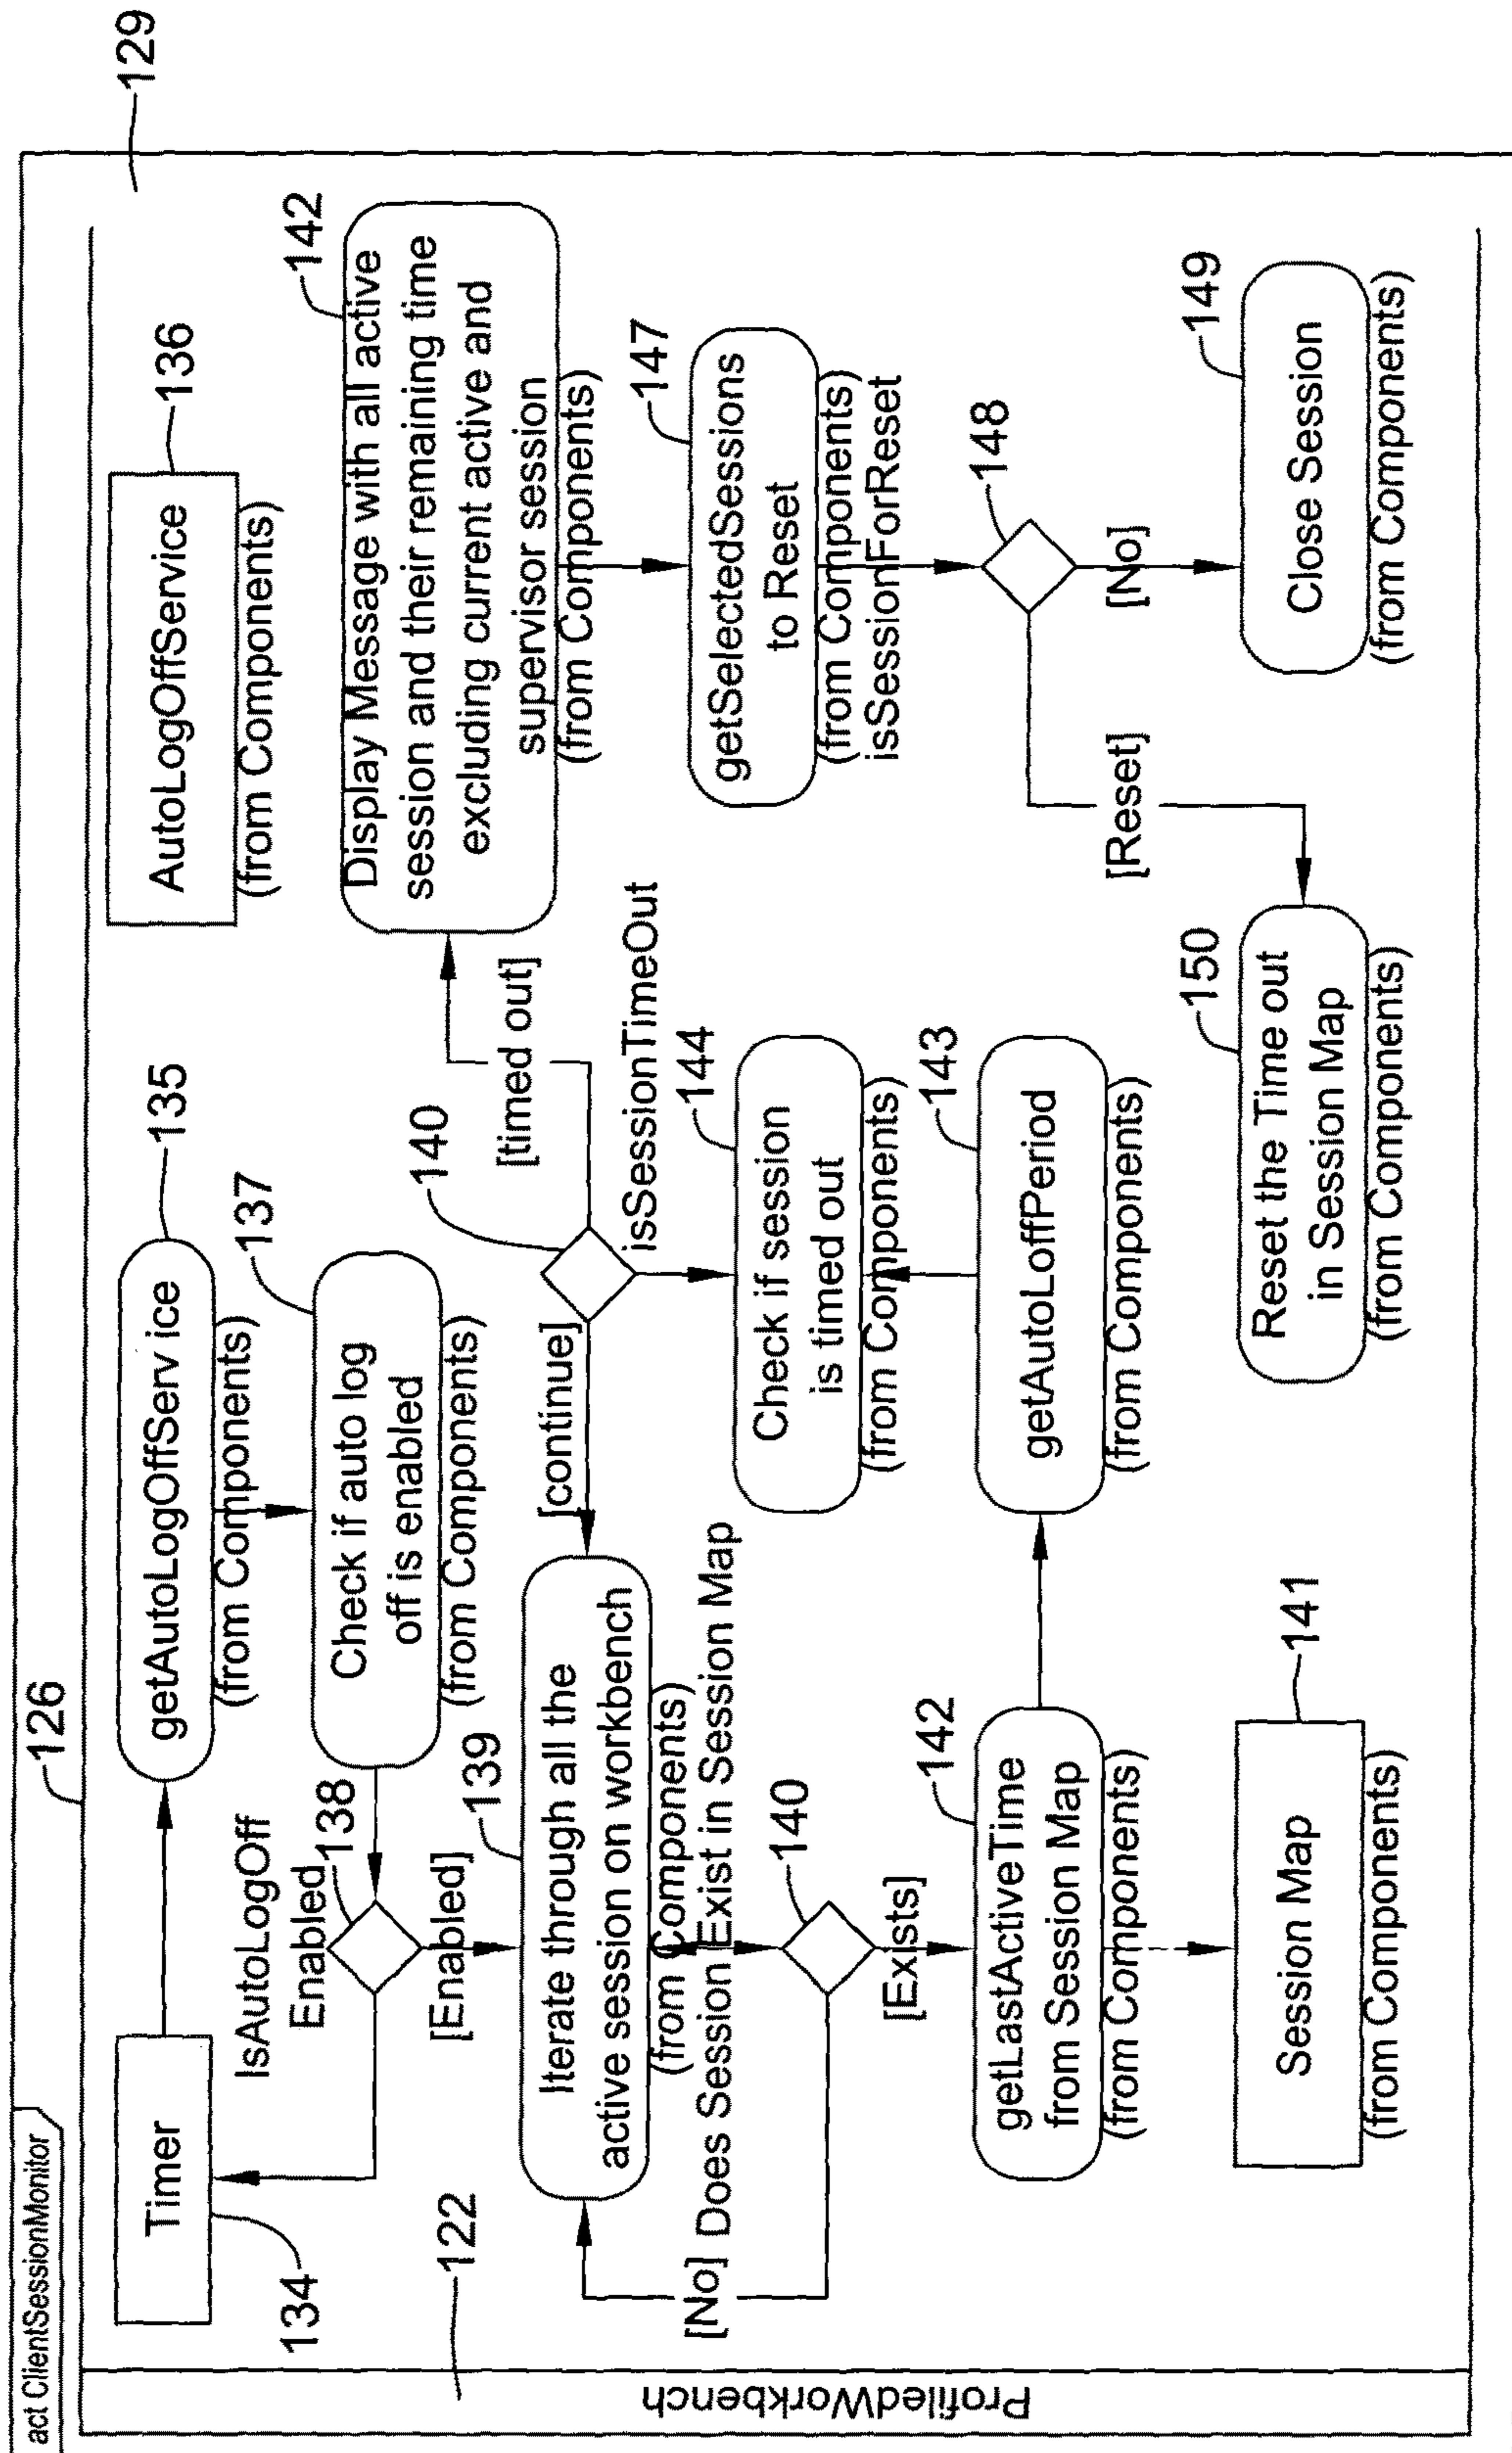 act ClientSessionMonitor
126
129
ProfiledWorkbench
122
Timer
134
getAutoLogOffServ ice
(from Components)
135
AutoLogOffService
(from Components)
136
Check if auto log
off is enabled
(from Components)
137
IsAutoLogOff
Enabled
138
[Enabled]
Iterate through all the
active session on workbench
(from Components)
139
[continue]
140
isSessionTimeOut
[timed out]
Display Message with all active
session and their remaining time
excluding current active and
supervisor session
(from Components)
142
[No] Does Session Exist in Session Map
140
[Exists]
Check if session
is timed out
(from Components)
144
getSelectedSessions
to Reset
(from Components)
isSessionForReset
147
148
[No]
[Reset]
getLastActiveTime
from Session Map
(from Components)
142
getAutoLoffPeriod
(from Components)
143
Session Map
(from Components)
141
Reset the Time out
in Session Map
(from Components)
150
Close Session
(from Components)
149